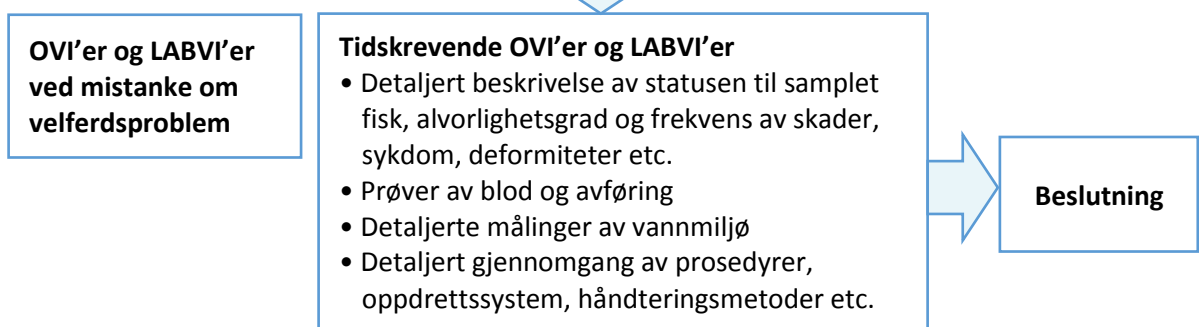 OVI’er og LABVI’er
ved mistanke om
velferdsproblem
Tidskrevende OVI’er og LABVI’er
• Detaljert beskrivelse av statusen til samplet
fisk, alvorlighetsgrad og frekvens av skader,
sykdom, deformiteter etc.
• Prøver av blod og avføring
• Detaljerte målinger av vannmiljø
• Detaljert gjennomgang av prosedyrer,
oppdrettssystem, håndteringsmetoder etc.
Beslutning